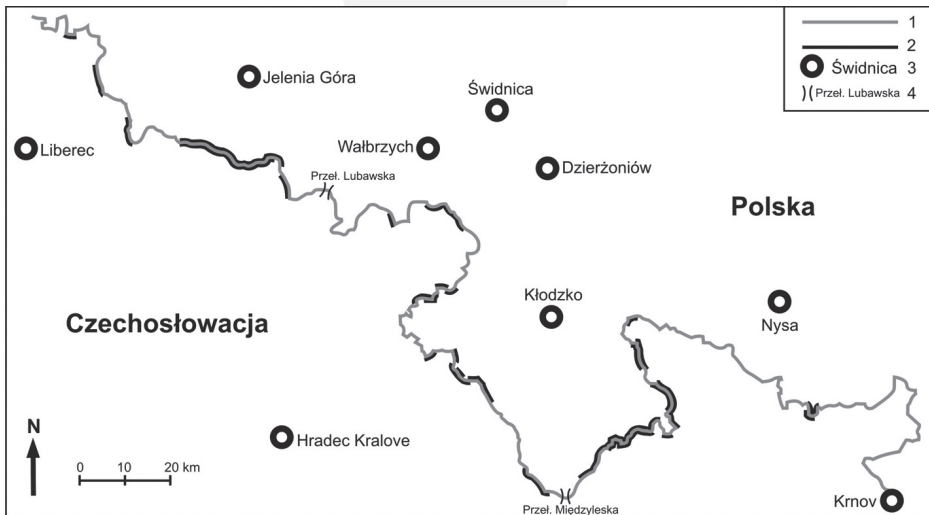 1
2
Świdnica 3
Przeł. Lubawska 4
Jelenia Góra
Świdnica
Liberec
Wałbrzych
Dzierżoniów
Przeł. Lubawska
Polska
Kłodzko
Nysa
Czechosłowacja
N
Hradec Kralove
0 10 20 km
Krnov
Przeł. Międzyleska